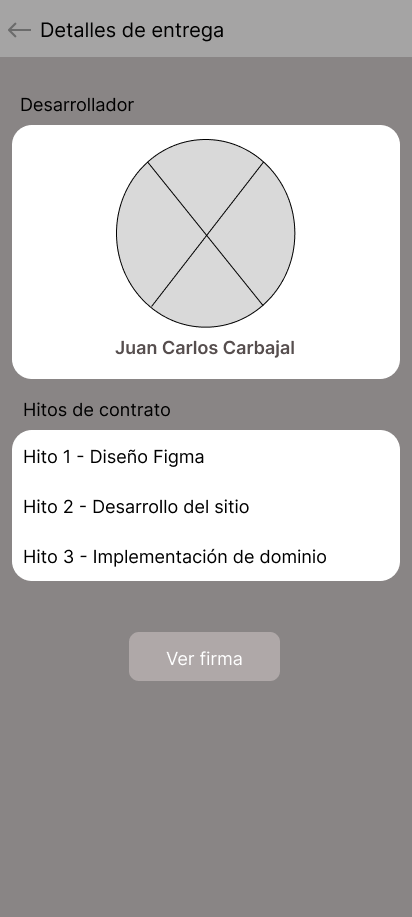 Detalles de entrega
Desarrollador
Juan Carlos Carbajal
Hitos de contrato
Hito 1 - Diseño Figma
Hito 2 - Desarrollo del sitio
Hito 3 - Implementación de dominio
Ver firma